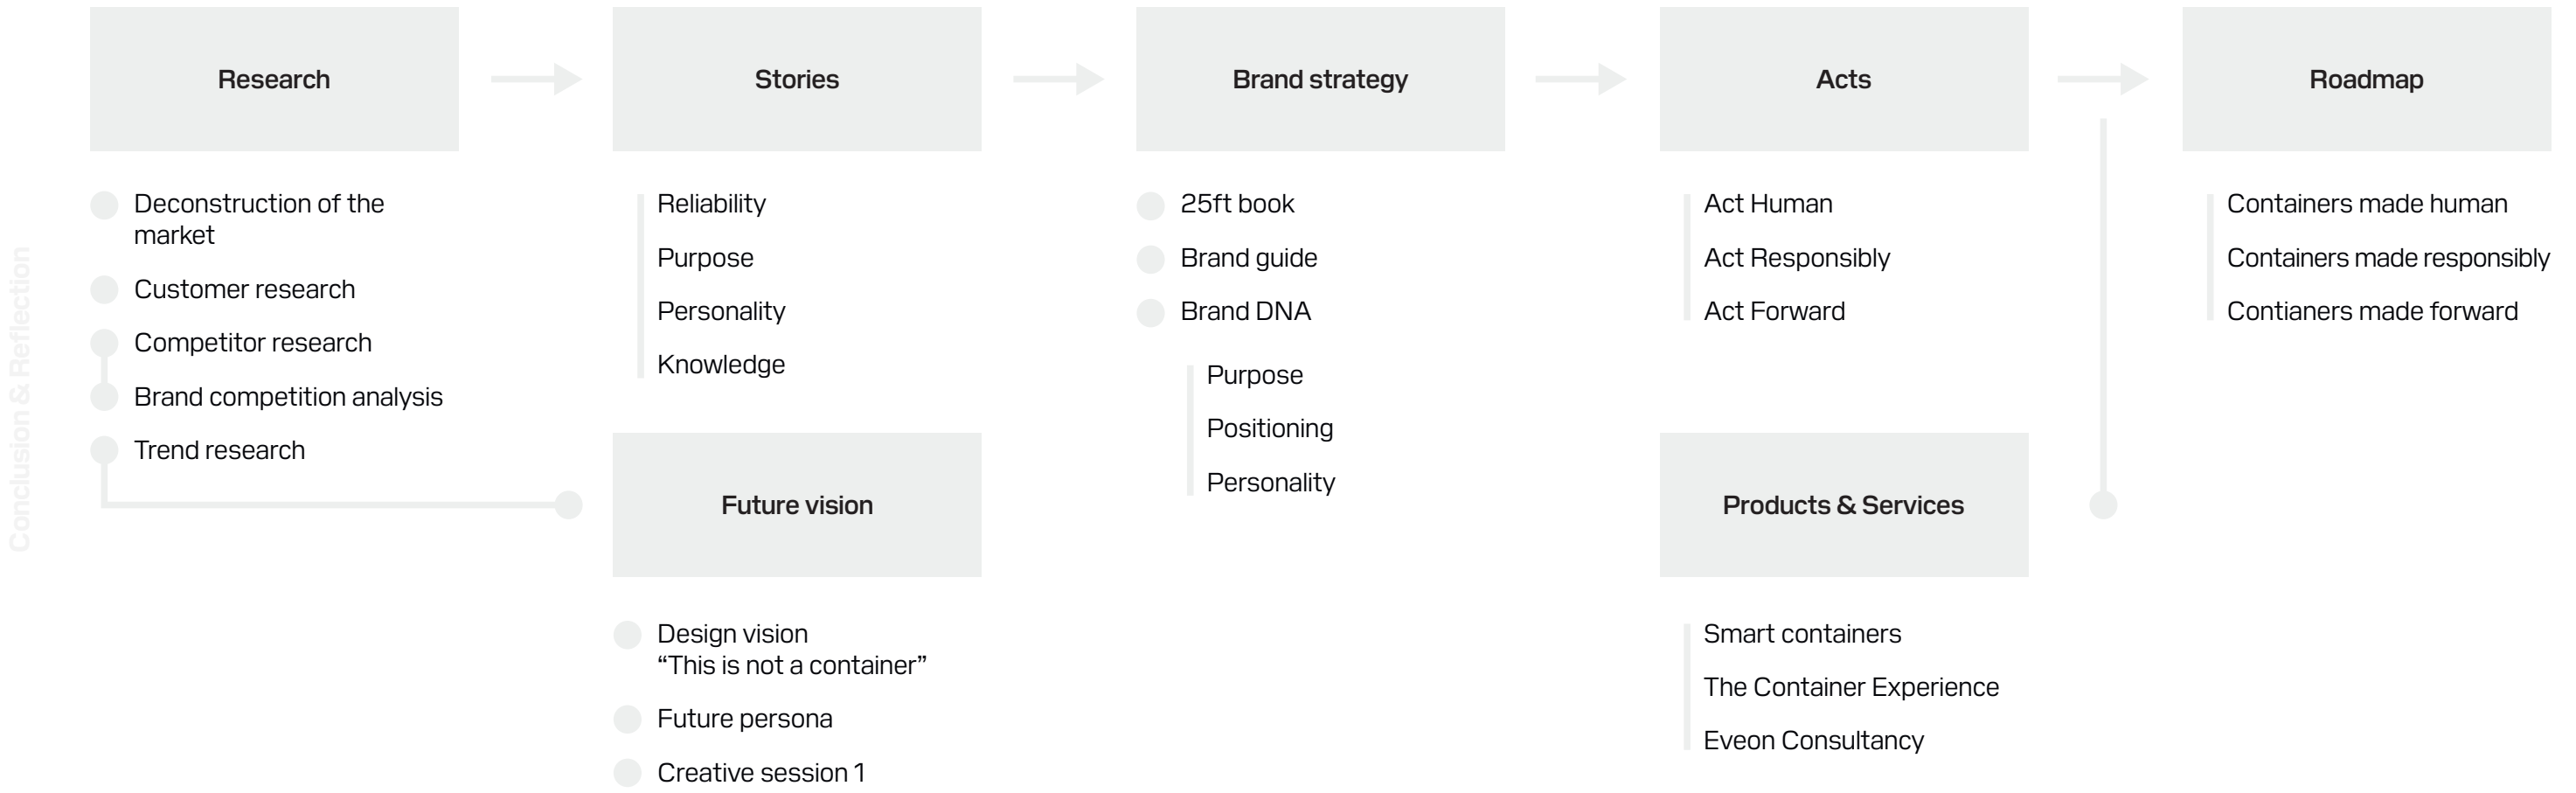 Conclusion & Reflection
Research
Deconstruction of the
market
Customer research
Competitor research
Brand competition analysis
Trend research
Stories
Reliability
Purpose
Personality
Knowledge
Future vision
Design vision
“This is not a container”
Future persona
Creative session 1
Brand strategy
25ft book
Brand guide
Brand DNA
Purpose
Positioning
Personality
Acts
Act Human
Act Responsibly
Act Forward
Products & Services
Smart containers
The Container Experience
Eveon Consultancy
Roadmap
Containers made human
Containers made responsibly
Contianers made forward